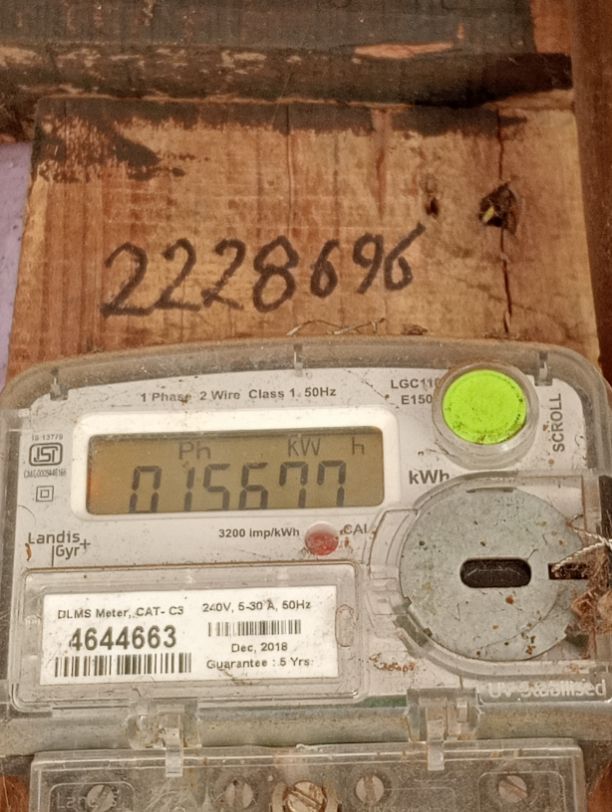 2228696
1 Phase 2 Wire Class 1. 50Hz
LGC110
E150
SCROLL
IS 13779
ISI
Ph KW h
015677
kWh
3200 imp/kWh
CAL
Landis
Gyr+
DLMS Meter, CAT- C3
240V, 5-30 A, 50Hz
4644663
Dec, 2018
Guarantee : 5 Yrs.
UV Stabilised